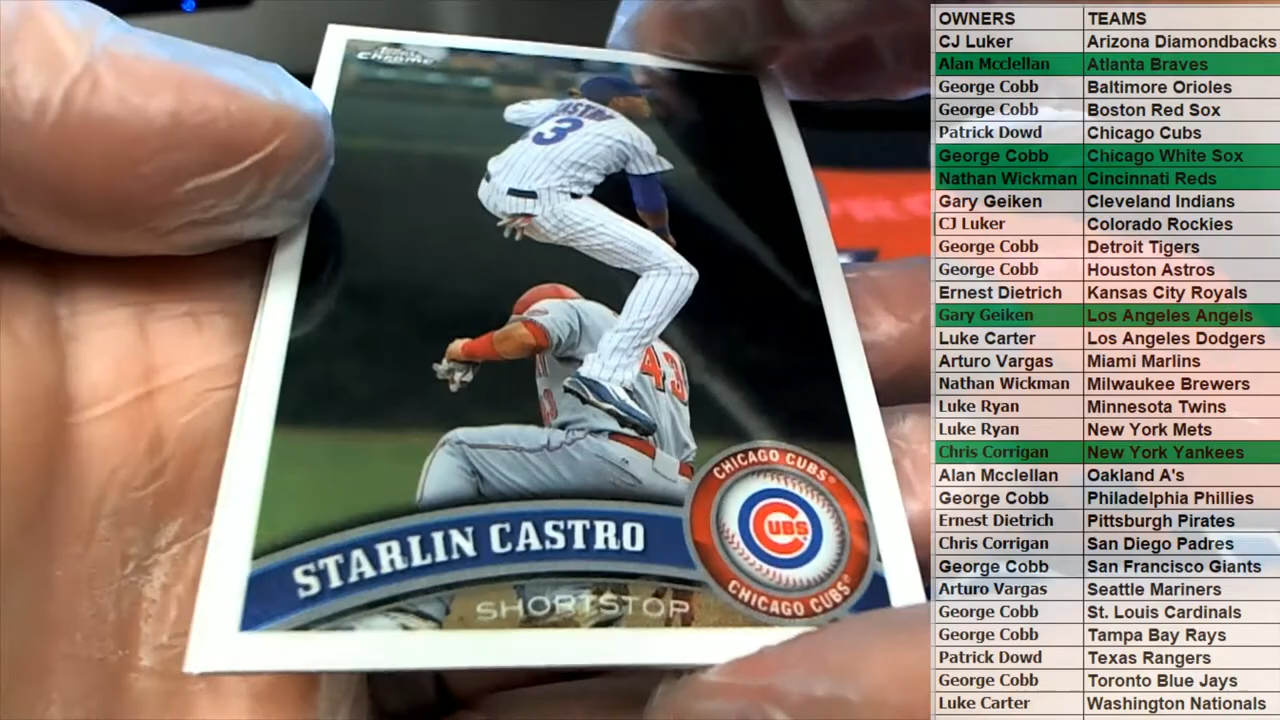 Topps
CHROME
CASTRO
3
43
CHICAGO CUBS
CUBS
CHICAGO CUBS
STARLIN CASTRO
SHORTSTOP
OWNERS TEAMS
CJ Luker Arizona Diamondbacks
Alan Mcclellan Atlanta Braves
George Cobb Baltimore Orioles
George Cobb Boston Red Sox
Patrick Dowd Chicago Cubs
George Cobb Chicago White Sox
Nathan Wickman Cincinnati Reds
Gary Geiken Cleveland Indians
CJ Luker Colorado Rockies
George Cobb Detroit Tigers
George Cobb Houston Astros
Ernest Dietrich Kansas City Royals
Gary Geiken Los Angeles Angels
Luke Carter Los Angeles Dodgers
Arturo Vargas Miami Marlins
Nathan Wickman Milwaukee Brewers
Luke Ryan Minnesota Twins
Luke Ryan New York Mets
Chris Corrigan New York Yankees
Alan Mcclellan Oakland A's
George Cobb Philadelphia Phillies
Ernest Dietrich Pittsburgh Pirates
Chris Corrigan San Diego Padres
George Cobb San Francisco Giants
Arturo Vargas Seattle Mariners
George Cobb St. Louis Cardinals
George Cobb Tampa Bay Rays
Patrick Dowd Texas Rangers
George Cobb Toronto Blue Jays
Luke Carter Washington Nationals